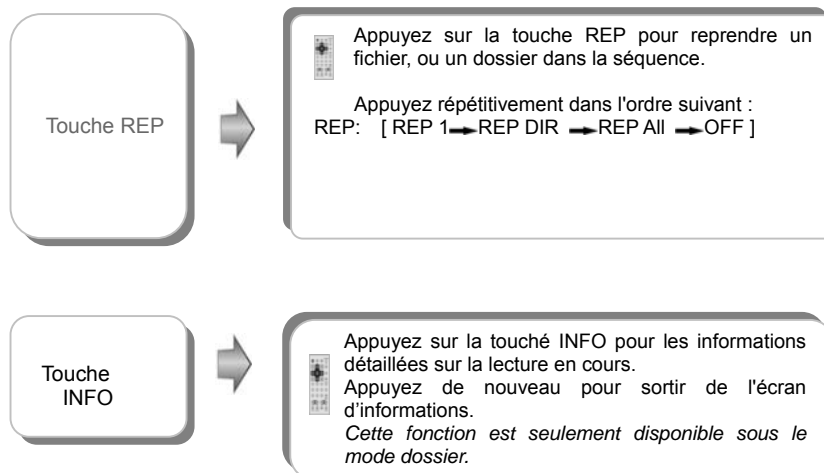 Touche REP
Appuyez sur la touche REP pour reprendre un
fichier, ou un dossier dans la séquence.
Appuyez répétitivement dans l'ordre suivant :
REP: [ REP 1→REP DIR →REP All →OFF ]
Touche
INFO
Appuyez sur la touché INFO pour les informations
détaillées sur la lecture en cours.
Appuyez de nouveau pour sortir de l'écran
d’informations.
Cette fonction est seulement disponible sous le
mode dossier.